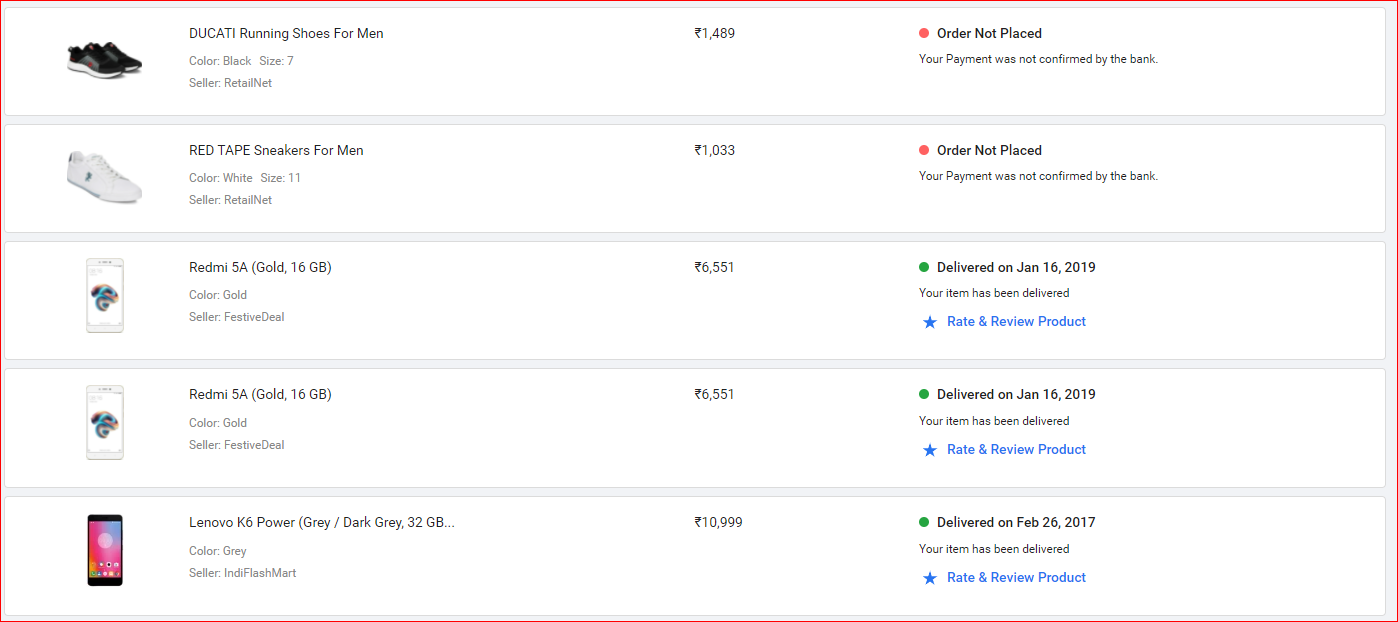 DUCATI Running Shoes For Men
₹1,489
Order Not Placed
Color: Black Size: 7
Your Payment was not confirmed by the bank.
Seller: RetailNet
RED TAPE Sneakers For Men
₹1,033
Order Not Placed
Color: White Size: 11
Your Payment was not confirmed by the bank.
Seller: RetailNet
Redmi 5A (Gold, 16 GB)
₹6,551
Delivered on Jan 16, 2019
Color: Gold
Your item has been delivered
Seller: FestiveDeal
Rate & Review Product
Redmi 5A (Gold, 16 GB)
₹6,551
Delivered on Jan 16, 2019
Color: Gold
Your item has been delivered
Seller: FestiveDeal
Rate & Review Product
Lenovo K6 Power (Grey / Dark Grey, 32 GB...
₹10,999
Delivered on Feb 26, 2017
Color: Grey
Your item has been delivered
Seller: IndiFlashMart
Rate & Review Product